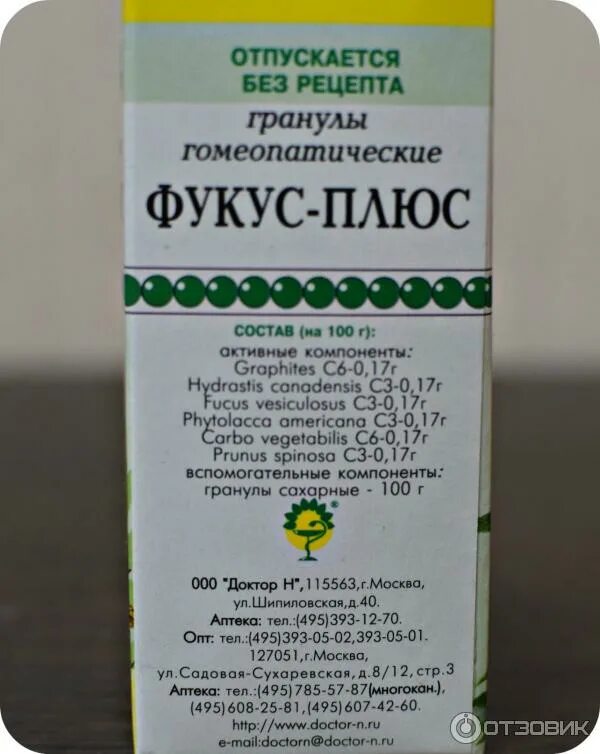 ОТПУСКАЕТСЯ
БЕЗ РЕЦЕПТА
гранулы
гомеопатические
ФУКУС-ПЛЮС
СОСТАВ (на 100 г):
активные компоненты:
Graphites C6-0,17г
Hydrastis canadensis C3-0,17г
Fucus vesiculosus C3-0,17г
Phytolacca americana C3-0,17г
Carbo vegetabilis C6-0,17г
Prunus spinosa C3-0,17г
вспомогательные компоненты:
гранулы сахарные - 100 г
®
ООО "Доктор Н",115563,г.Москва,
ул.Шипиловская,д.40.
Аптека: тел.:(495)393-12-70.
Опт: тел.:(495)393-05-02,393-05-01.
127051,г.Москва,
ул.Садовая-Сухаревская,д.8/12, стр.3
Аптека: тел.:(495)785-57-87(многокан.),
(495)608-25-81,(495)607-42-60.
http://www.doctor-n.ru
e-mail:doctorn@doctor-n.ru
ОТЗОВИК